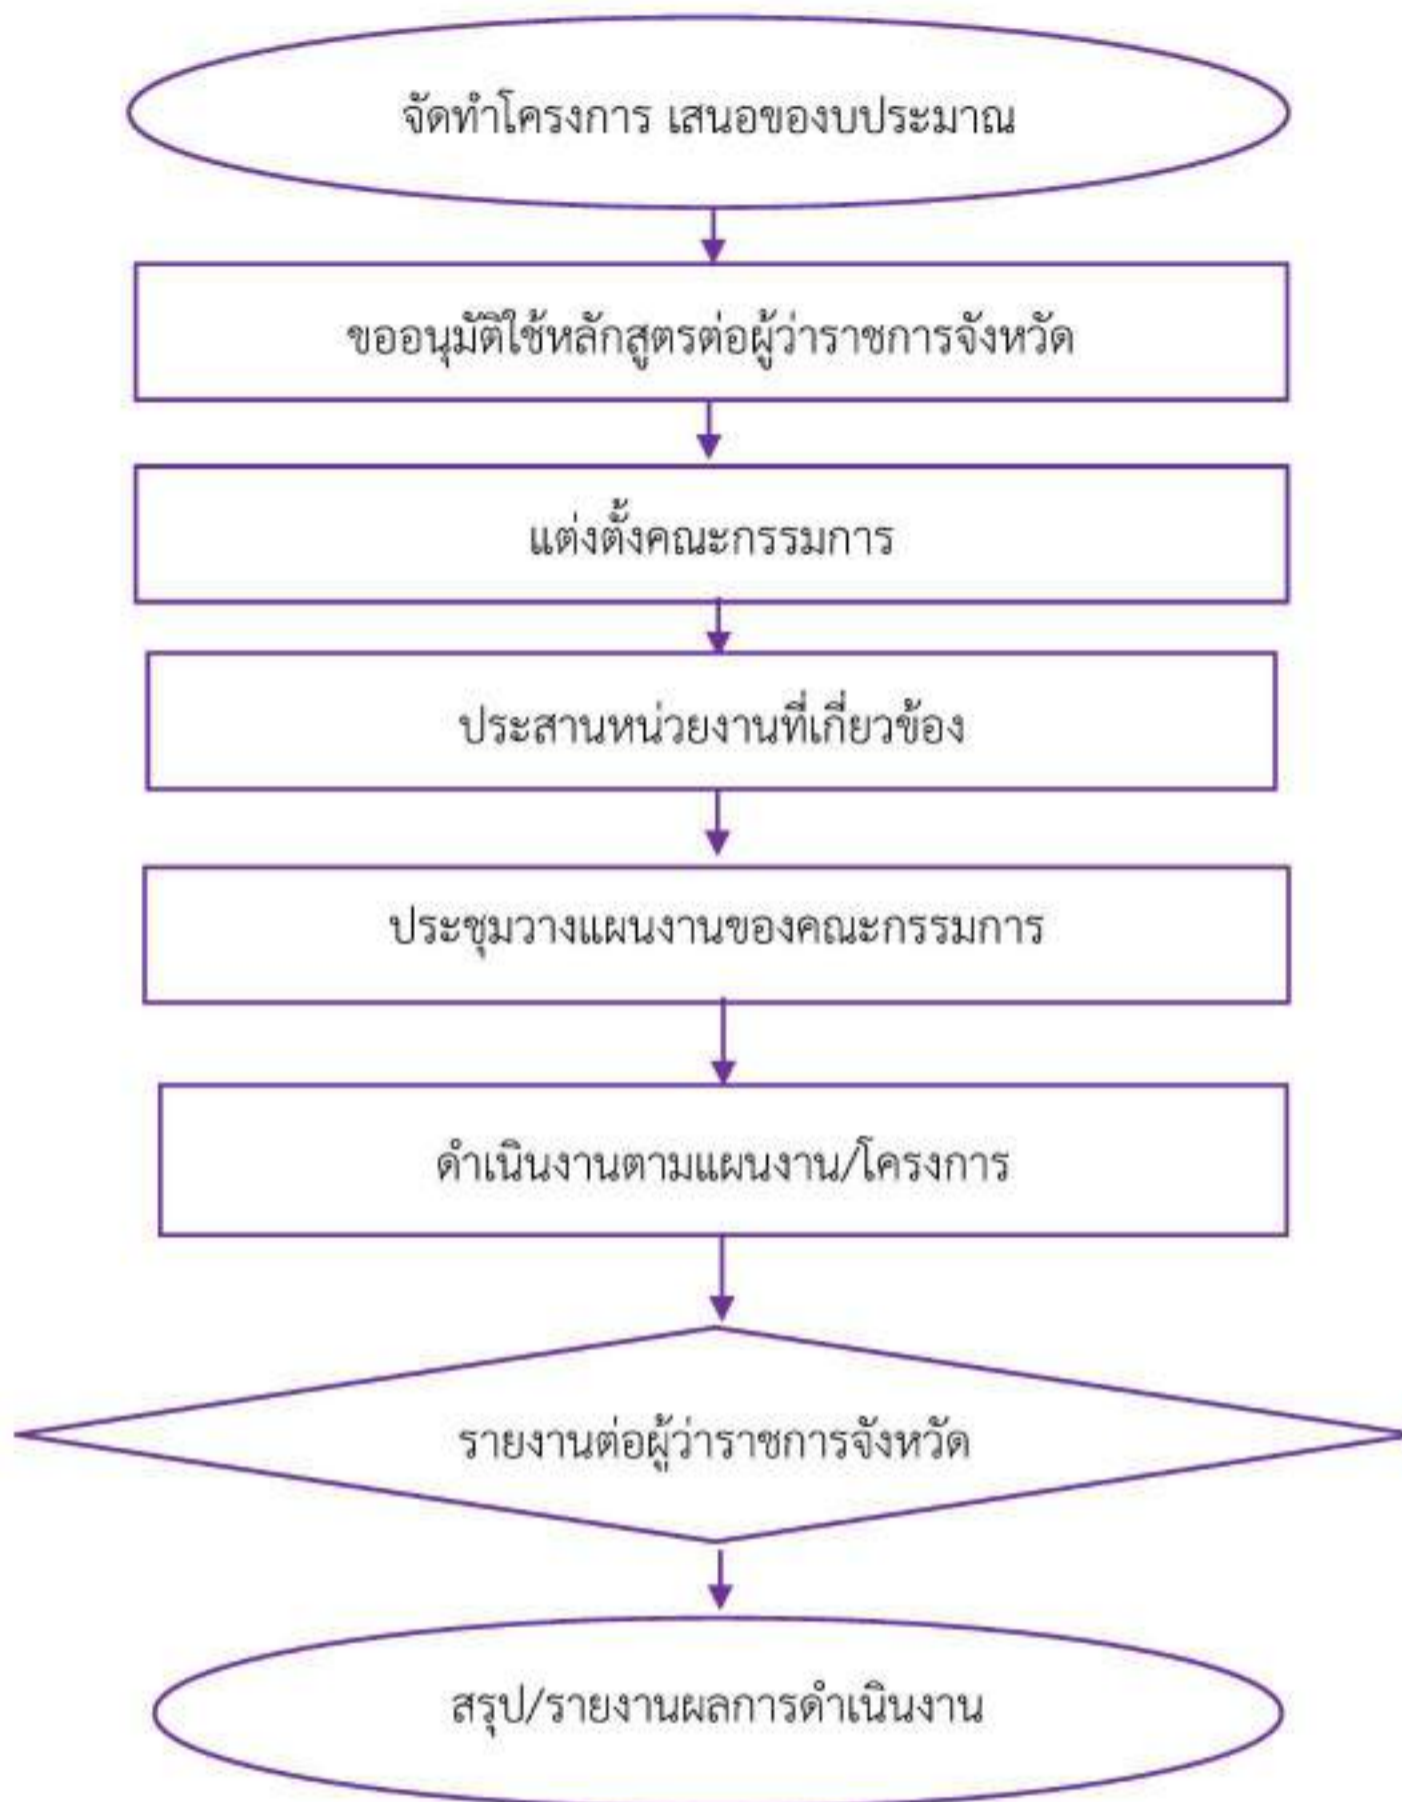 จัดทำโครงการ เสนอของบประมาณ
ขออนุมัติใช้หลักสูตรต่อผู้ว่าราชการจังหวัด
แต่งตั้งคณะกรรมการ
ประสานหน่วยงานที่เกี่ยวข้อง
ประชุมวางแผนงานของคณะกรรมการ
ดำเนินงานตามแผนงาน/โครงการ
รายงานต่อผู้ว่าราชการจังหวัด
สรุป/รายงานผลการดำเนินงาน